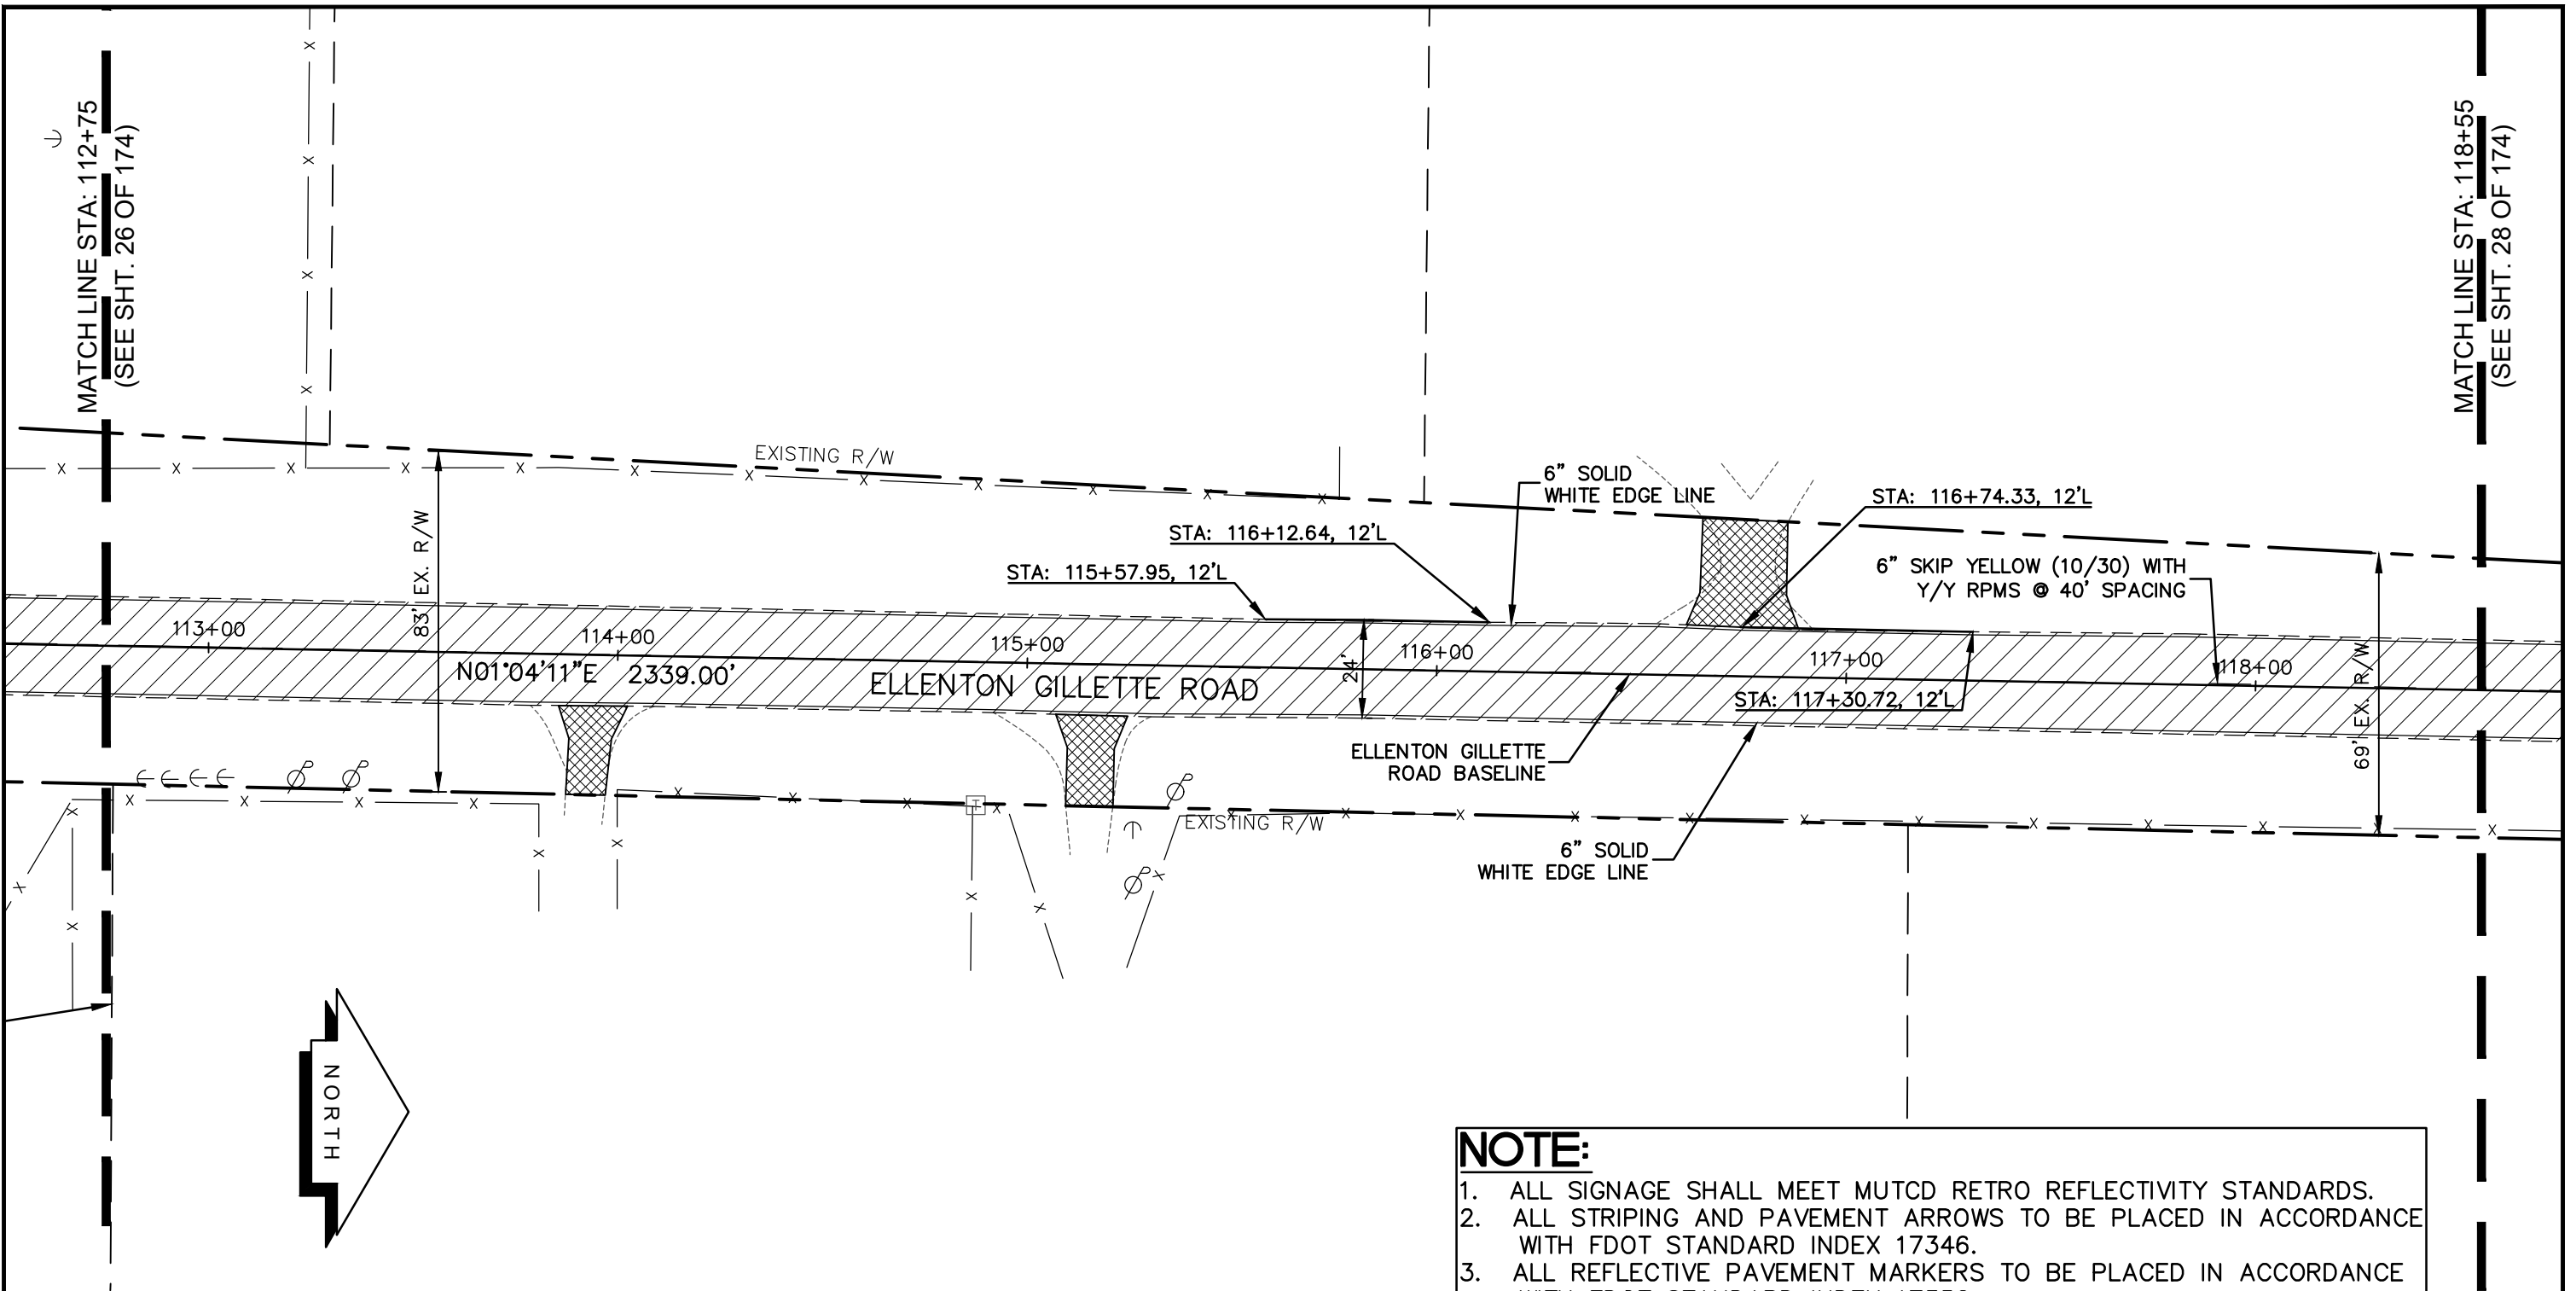 MATCH LINE STA: 112+75
(SEE SHT. 26 OF 174)
MATCH LINE STA: 118+55
(SEE SHT. 28 OF 174)
EXISTING R/W
83' EX. R/W
6" SOLID
WHITE EDGE LINE
STA: 116+74.33, 12'L
STA: 116+12.64, 12'L
STA: 115+57.95, 12'L
6" SKIP YELLOW (10/30) WITH
Y/Y RPMS @ 40' SPACING
113+00
114+00
115+00
116+00
117+00
118+00
N01°04'11"E 2339.00'
ELLENTON GILLETTE ROAD
24'
STA: 117+30.72, 12'L
69' EX. R/W
ELLENTON GILLETTE
ROAD BASELINE
EXISTING R/W
6" SOLID
WHITE EDGE LINE
NORTH
NOTE:
1. ALL SIGNAGE SHALL MEET MUTCD RETRO REFLECTIVITY STANDARDS.
2. ALL STRIPING AND PAVEMENT ARROWS TO BE PLACED IN ACCORDANCE
WITH FDOT STANDARD INDEX 17346.
3. ALL REFLECTIVE PAVEMENT MARKERS TO BE PLACED IN ACCORDANCE
WITH FDOT STANDARD INDEX